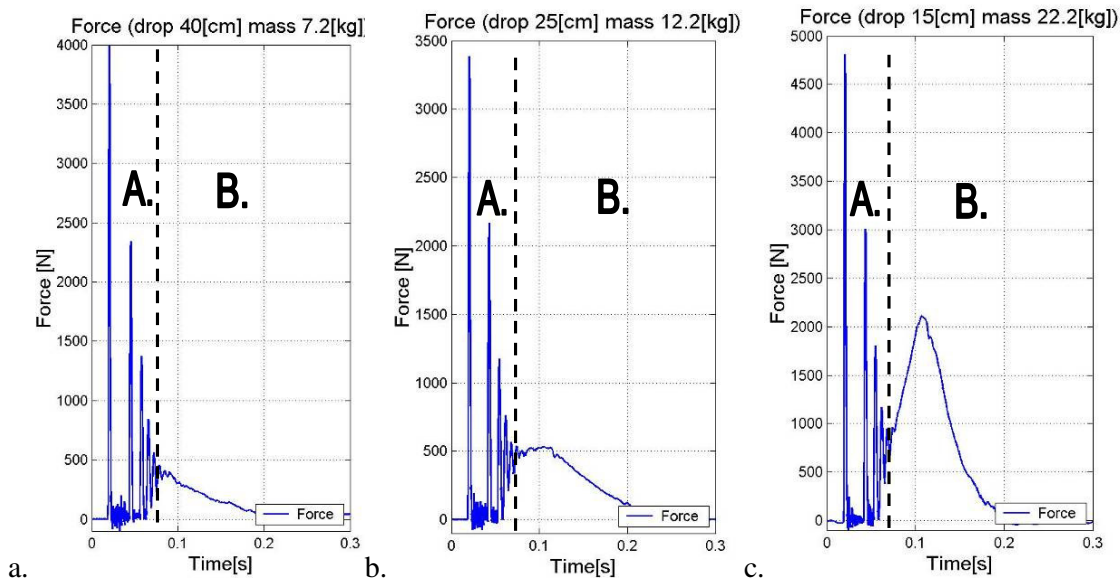 Force (drop 40[cm] mass 7.2[kg])
4000
3500
3000
2500
2000
1500
1000
500
0
Force [N]
A.
B.
Force
0
0.1
0.2
0.3
Time[s]
a.
Force (drop 25[cm] mass 12.2[kg])
3500
3000
2500
2000
1500
1000
500
0
Force [N]
A.
B.
Force
0
0.1
0.2
0.3
Time[s]
b.
Force (drop 15[cm] mass 22.2[kg])
5000
4500
4000
3500
3000
2500
2000
1500
1000
500
0
Force [N]
A.
B.
Force
0
0.1
0.2
0.3
Time[s]
c.